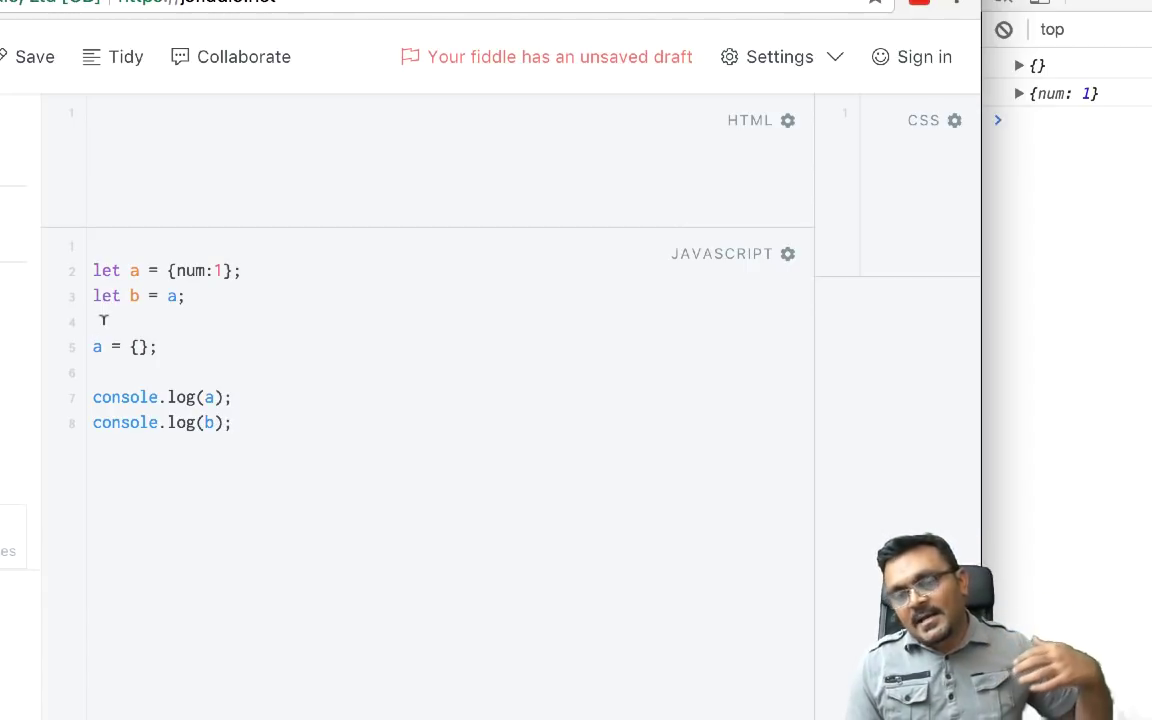 Save Tidy Collaborate Your fiddle has an unsaved draft Settings Sign in
top
{}
{num: 1}
>
1 HTML
1 CSS
JAVASCRIPT
1
2 let a = {num:1};
3 let b = a;
4
5 a = {};
6
7 console.log(a);
8 console.log(b);
es